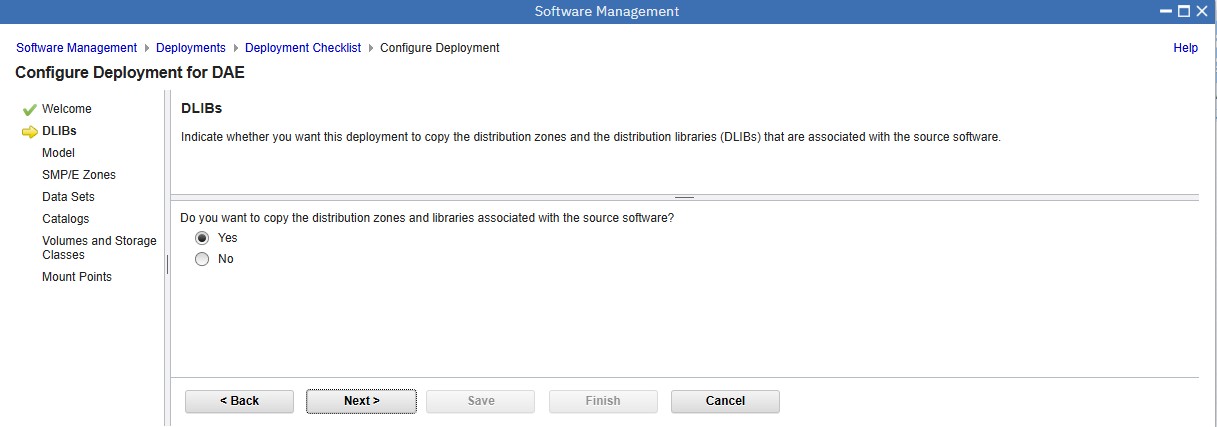 Software Management
Software Management Deployments Deployment Checklist Configure Deployment
Help
Configure Deployment for DAE
Welcome
DLIBs
Model
SMP/E Zones
Data Sets
Catalogs
Volumes and Storage
Classes
Mount Points
DLIBs
Indicate whether you want this deployment to copy the distribution zones and the distribution libraries (DLIBs) that are associated with the source software.
Do you want to copy the distribution zones and libraries associated with the source software?
Yes
No
< Back
Next >
Save
Finish
Cancel